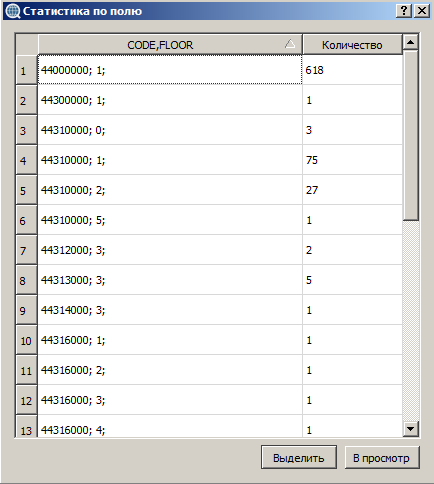 Статистика по полю
CODE,FLOOR Количество
1 44000000; 1; 618
2 44300000; 1; 1
3 44310000; 0; 3
4 44310000; 1; 75
5 44310000; 2; 27
6 44310000; 5; 1
7 44312000; 3; 2
8 44313000; 3; 5
9 44314000; 3; 1
10 44316000; 1; 1
11 44316000; 2; 1
12 44316000; 3; 1
13 44316000; 4; 1
Выделить В просмотр